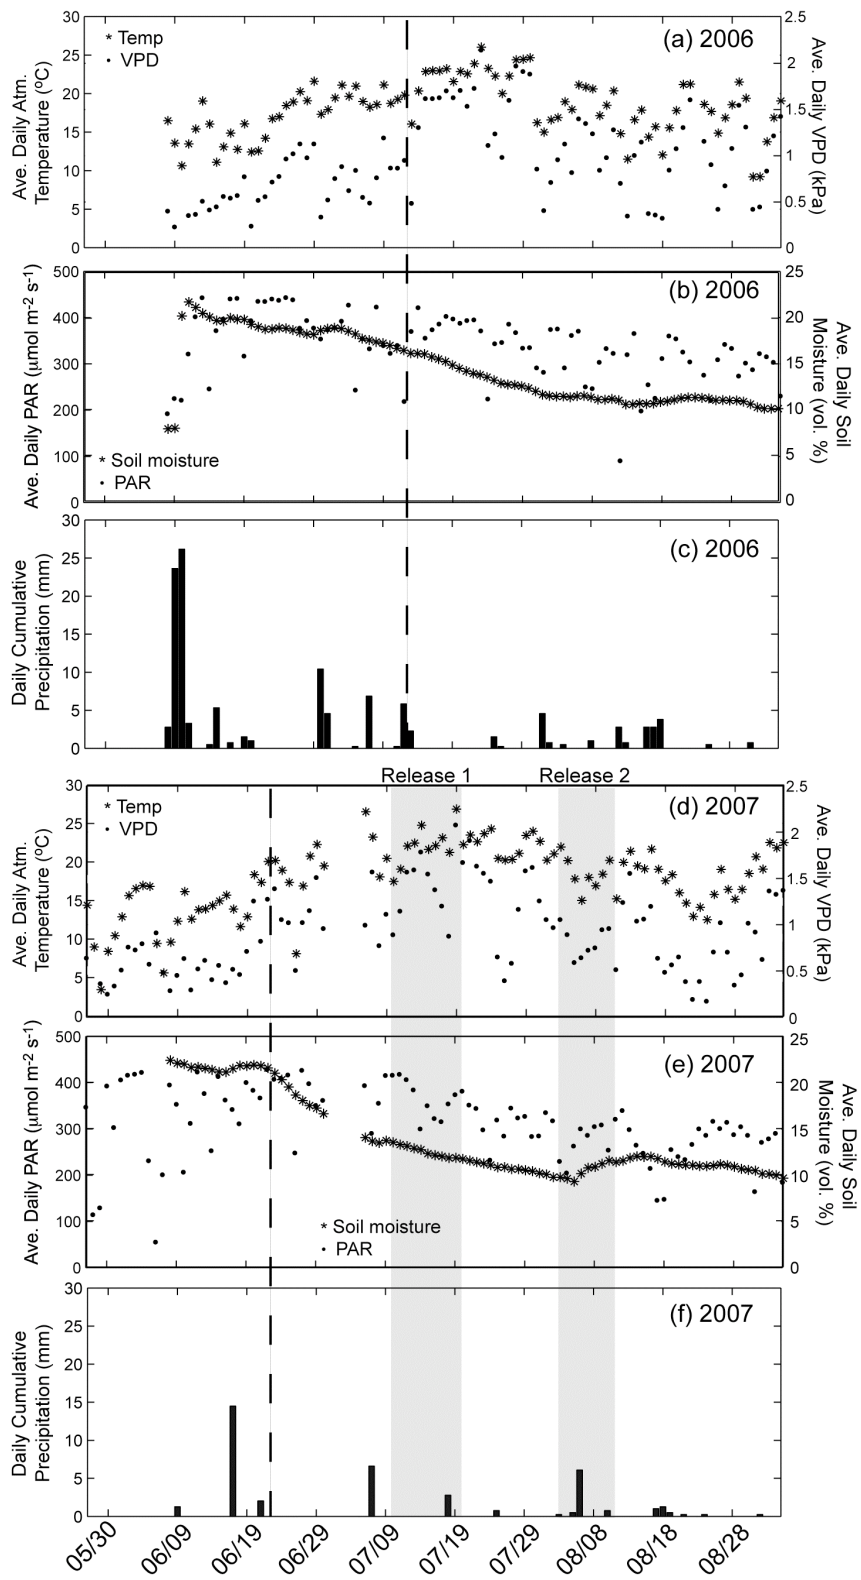 (a) 2006
* Temp
• VPD
Ave. Daily Atm.
Temperature (ºC)
30
25
20
15
10
5
0
2.5
2
1.5
1
0.5
0
Ave. Daily VPD (kPa)
(b) 2006
Ave. Daily PAR (µmol m⁻² s⁻¹)
500
400
300
200
100
0
* Soil moisture
• PAR
25
20
15
10
5
0
Ave. Daily Soil
Moisture (vol. %)
(c) 2006
Daily Cumulative
Precipitation (mm)
30
25
20
15
10
5
0
Release 1
Release 2
(d) 2007
* Temp
• VPD
Ave. Daily Atm.
Temperature (ºC)
30
25
20
15
10
5
0
2.5
2
1.5
1
0.5
0
Ave. Daily VPD (kPa)
(e) 2007
Ave. Daily PAR (µmol m⁻² s⁻¹)
500
400
300
200
100
0
* Soil moisture
• PAR
25
20
15
10
5
0
Ave. Daily Soil
Moisture (vol. %)
(f) 2007
Daily Cumulative
Precipitation (mm)
30
25
20
15
10
5
0
05/30
06/09
06/19
06/29
07/09
07/19
07/29
08/08
08/18
08/28